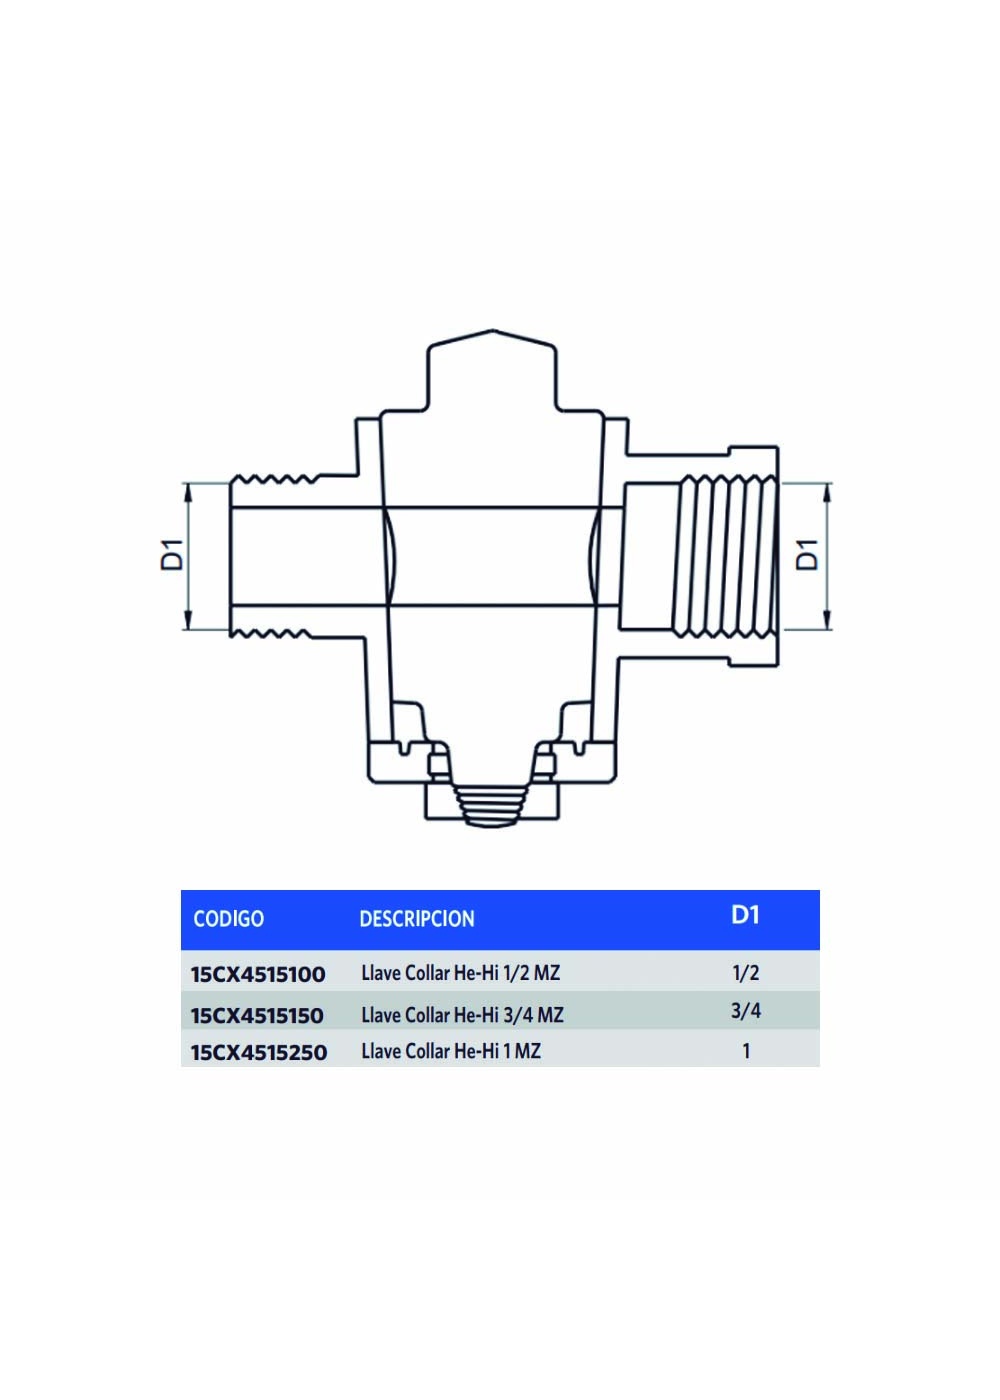 D1
D1
CODIGO DESCRIPCION D1
15CX4515100 Llave Collar He-Hi 1/2 MZ 1/2
15CX4515150 Llave Collar He-Hi 3/4 MZ 3/4
15CX4515250 Llave Collar He-Hi 1 MZ 1